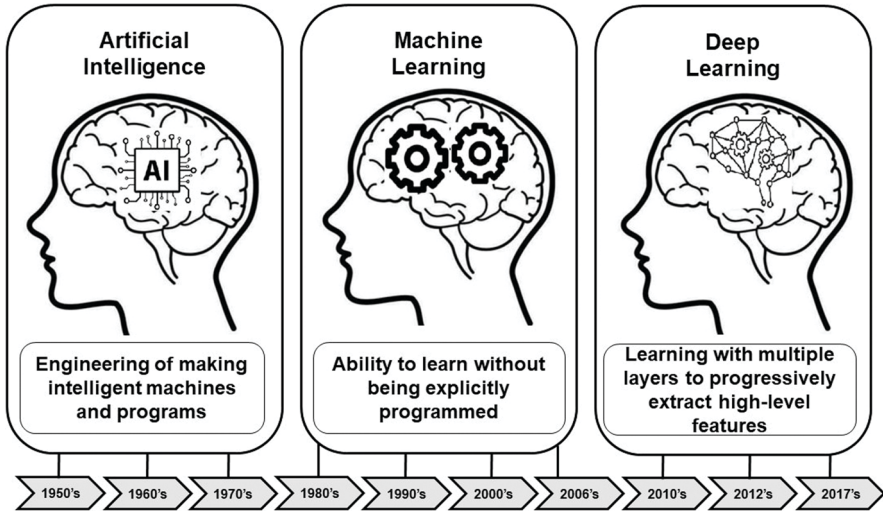 Artificial
Intelligence
AI
Engineering of making
intelligent machines
and programs
Machine
Learning
Ability to learn without
being explicitly
programmed
Deep
Learning
Learning with multiple
layers to progressively
extract high-level
features
1950's
1960's
1970's
1980's
1990's
2000's
2006's
2010's
2012's
2017's